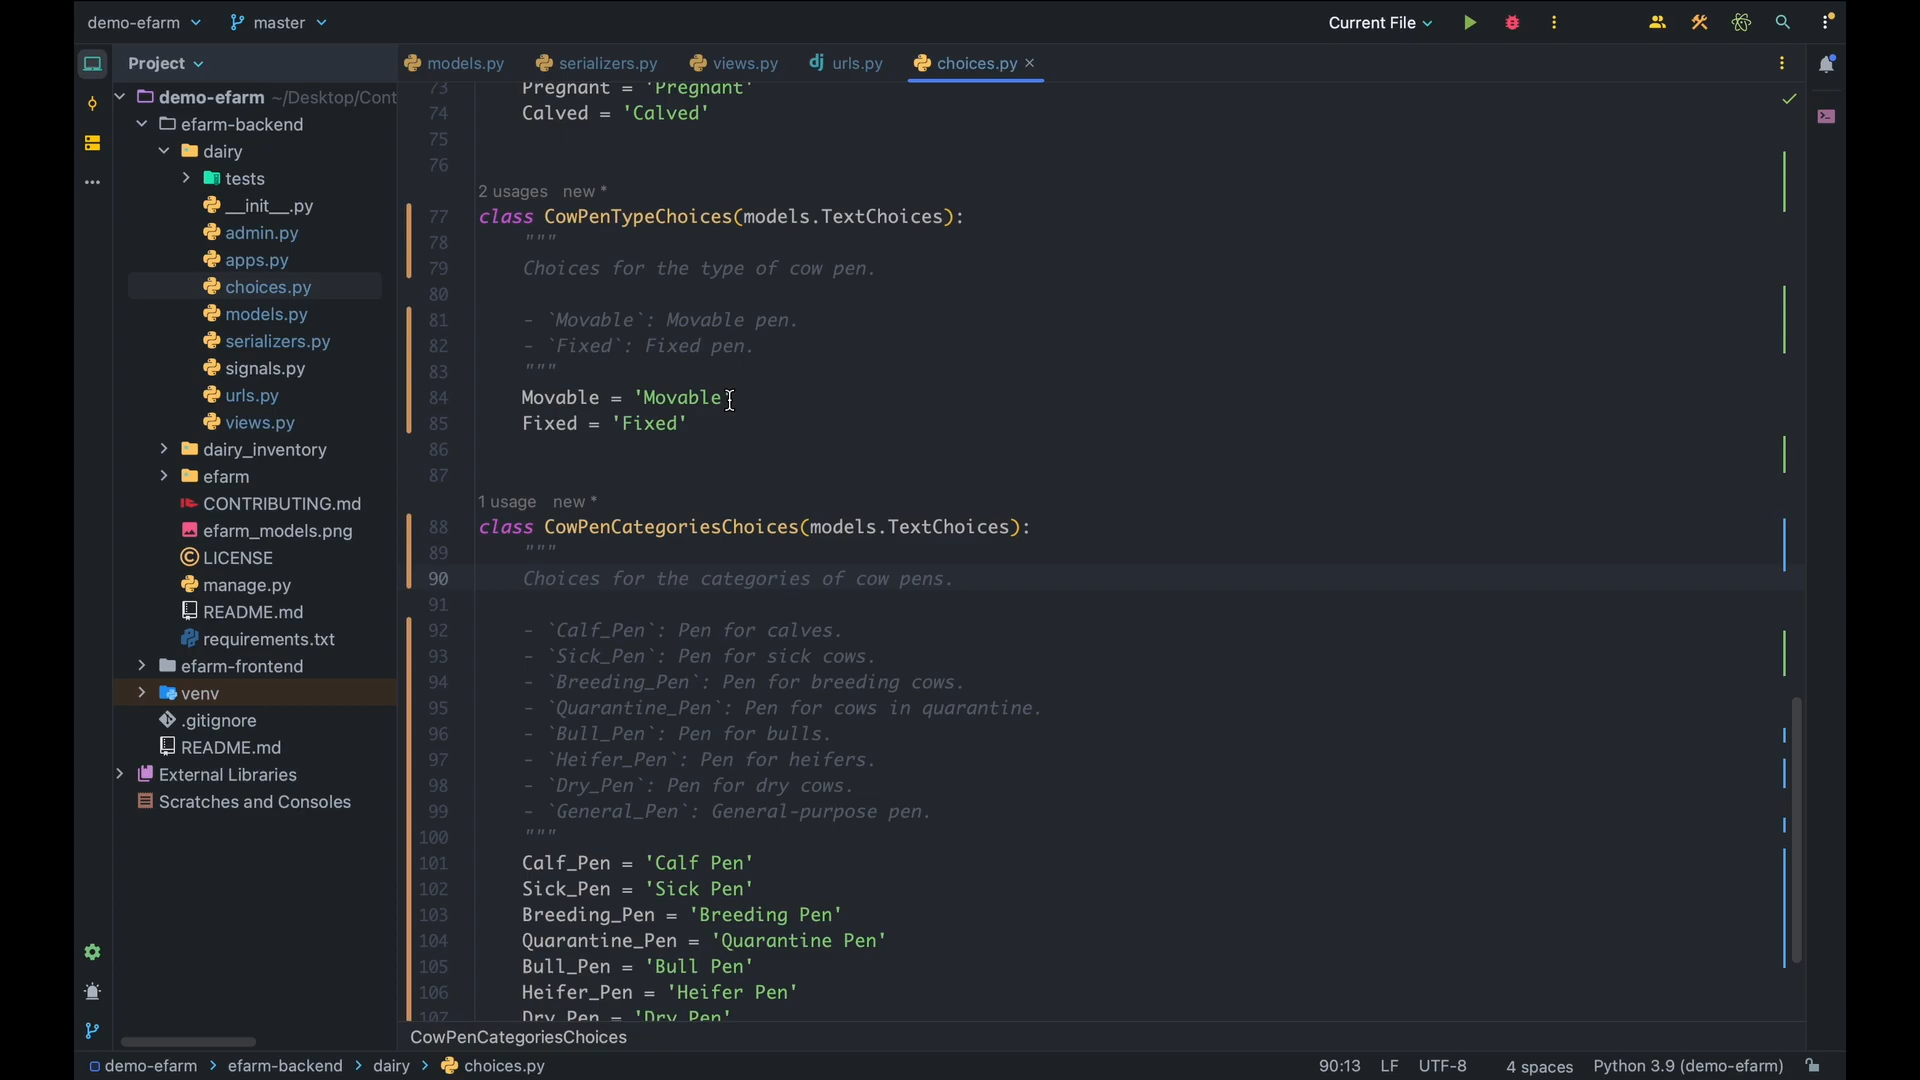 demo-efarm
master
Current File
Project
models.py
serializers.py
views.py
dj urls.py
choices.py
demo-efarm ~/Desktop/Cont
efarm-backend
dairy
tests
__init__.py
admin.py
apps.py
choices.py
models.py
serializers.py
signals.py
urls.py
views.py
dairy_inventory
efarm
CONTRIBUTING.md
efarm_models.png
LICENSE
manage.py
README.md
requirements.txt
efarm-frontend
venv
.gitignore
README.md
External Libraries
Scratches and Consoles
73 Pregnant = 'Pregnant'
74 Calved = 'Calved'
75
76
2 usages new *
77 class CowPenTypeChoices(models.TextChoices):
78 """
79 Choices for the type of cow pen.
80
81 - `Movable`: Movable pen.
82 - `Fixed`: Fixed pen.
83 """
84 Movable = 'Movable'
85 Fixed = 'Fixed'
86
87
1 usage new *
88 class CowPenCategoriesChoices(models.TextChoices):
89 """
90 Choices for the categories of cow pens.
91
92 - `Calf_Pen`: Pen for calves.
93 - `Sick_Pen`: Pen for sick cows.
94 - `Breeding_Pen`: Pen for breeding cows.
95 - `Quarantine_Pen`: Pen for cows in quarantine.
96 - `Bull_Pen`: Pen for bulls.
97 - `Heifer_Pen`: Pen for heifers.
98 - `Dry_Pen`: Pen for dry cows.
99 - `General_Pen`: General-purpose pen.
100 """
101 Calf_Pen = 'Calf Pen'
102 Sick_Pen = 'Sick Pen'
103 Breeding_Pen = 'Breeding Pen'
104 Quarantine_Pen = 'Quarantine Pen'
105 Bull_Pen = 'Bull Pen'
106 Heifer_Pen = 'Heifer Pen'
107 Dry_Pen = 'Dry Pen'
CowPenCategoriesChoices
demo-efarm > efarm-backend > dairy > choices.py
90:13 LF UTF-8 4 spaces Python 3.9 (demo-efarm)